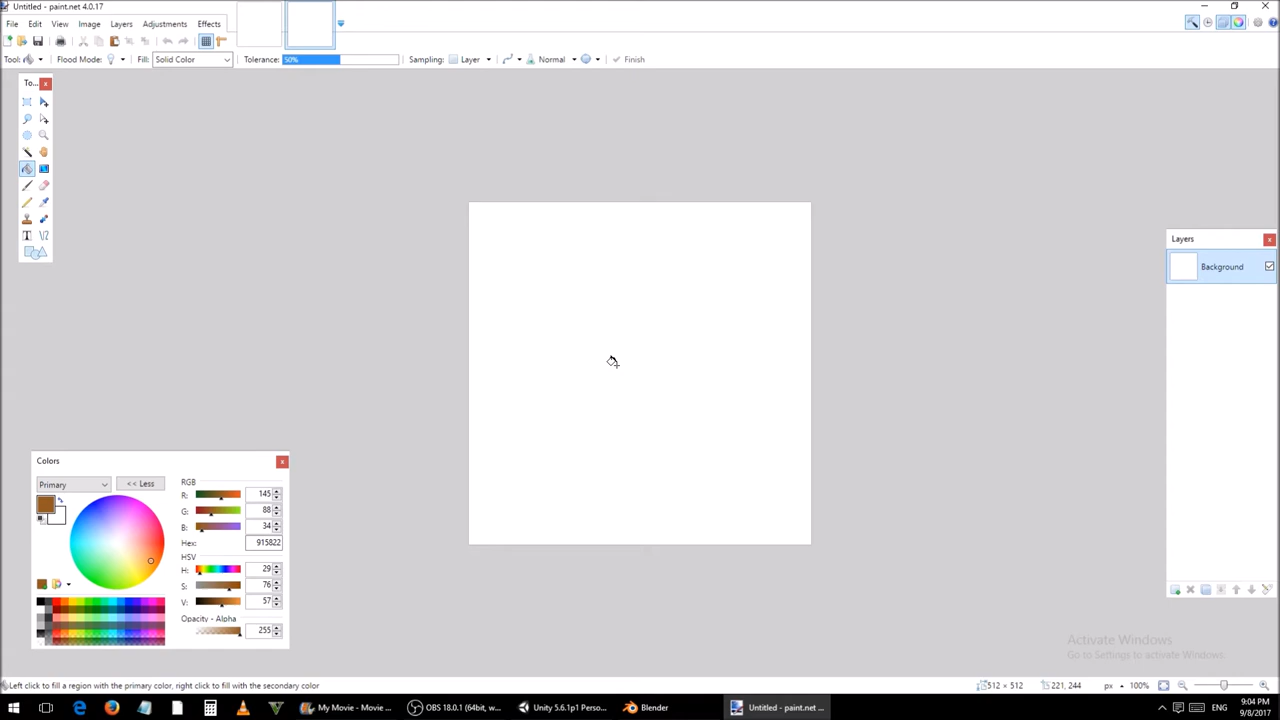 Untitled - paint.net 4.0.17
File Edit View Image Layers Adjustments Effects
Tool: Flood Mode: Fill: Solid Color Tolerance: 50% Sampling: Layer Normal Finish
To...
Layers
Background
Colors
Primary << Less
RGB
R: 145
G: 88
B: 34
Hex: 915822
HSV
H: 29
S: 76
V: 57
Opacity - Alpha
255
Activate Windows
Go to Settings to activate Windows.
Left click to fill a region with the primary color, right click to fill with the secondary color 512 × 512 221, 244 px 100%
My Movie - Movie ... OBS 18.0.1 (64bit, w... Unity 5.6.1p1 Perso... Blender Untitled - paint.net ... ENG 9:04 PM
9/8/2017